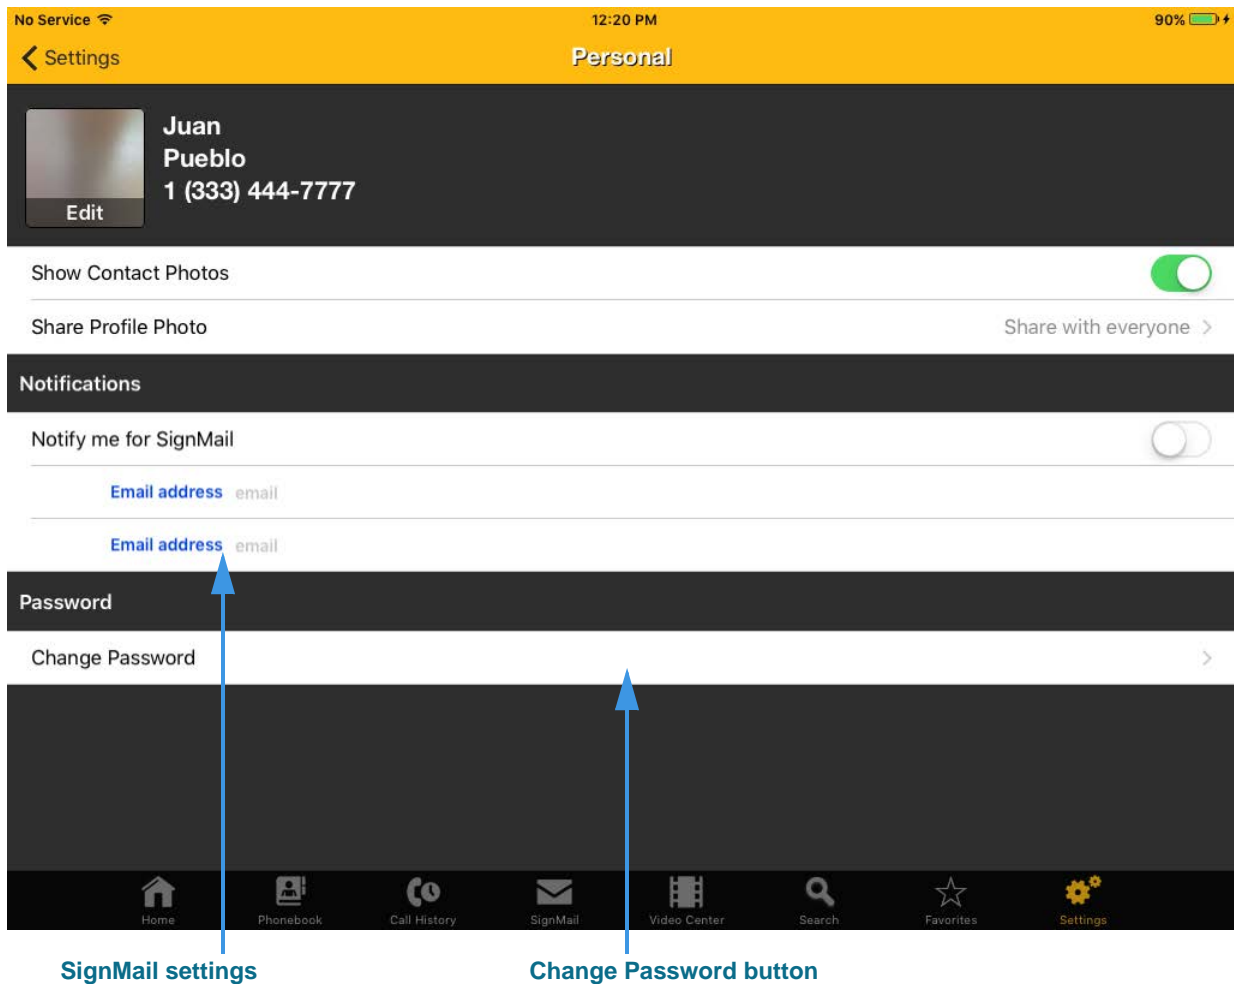 No Service 12:20 PM 90%
Settings Personal
Juan
Pueblo
1 (333) 444-7777
Edit
Show Contact Photos
Share Profile Photo Share with everyone
Notifications
Notify me for SignMail
Email address email
Email address email
Password
Change Password
Home Phonebook Call History SignMail Video Center Search Favorites Settings
SignMail settings Change Password button